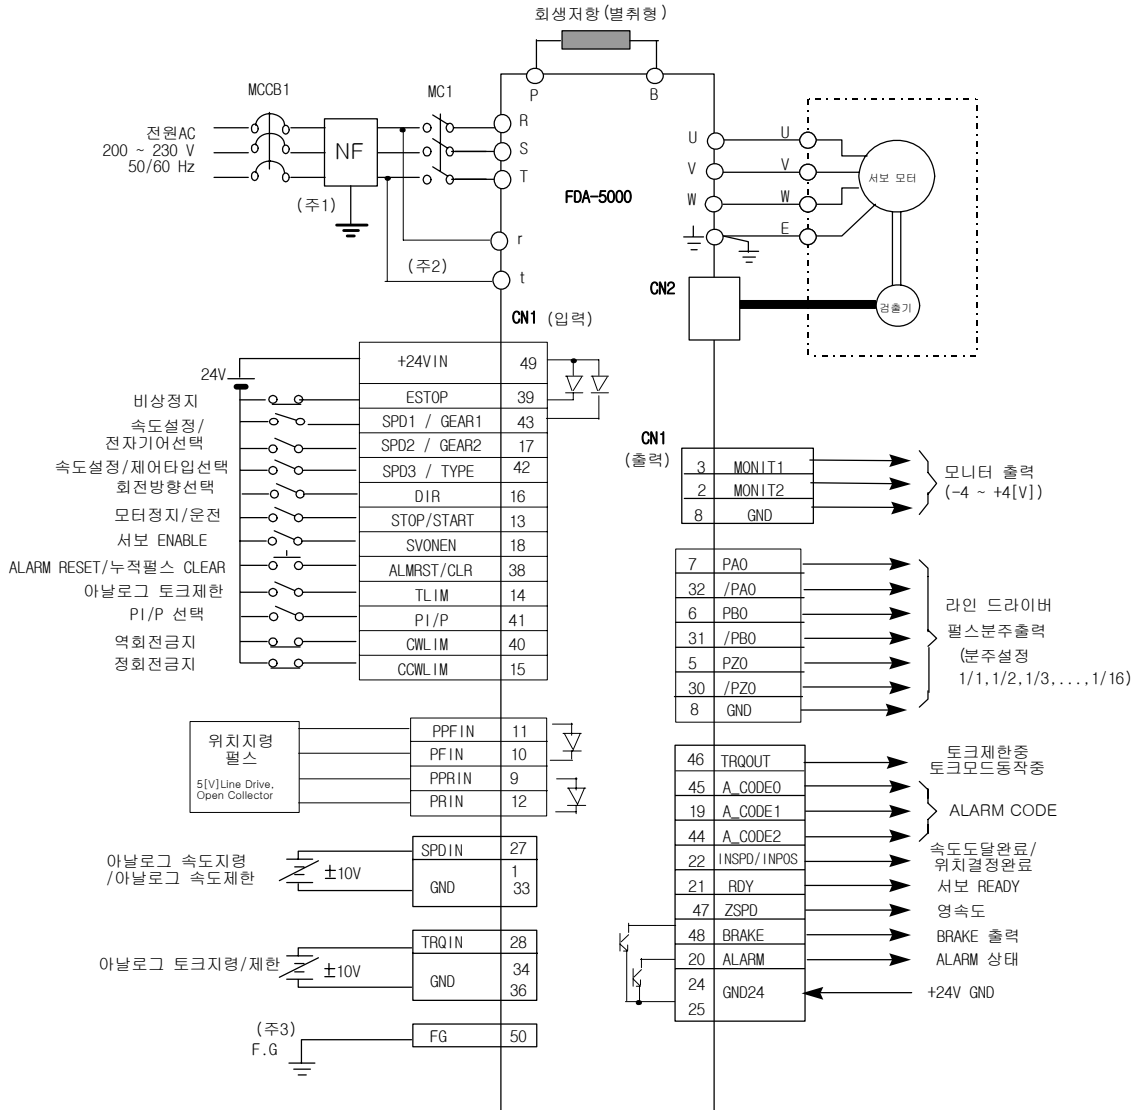 회생저항 (별취형)
P
B
MCCB1
MC1
전원AC
200 ~ 230 V
50/60 Hz
NF
(주1)
(주2)
R
S
T
r
t
FDA-5000
U
V
W
U
V
W
E
서보 모터
검출기
CN2
CN1 (입력)
24V
+24VIN 49
비상정지 ESTOP 39
속도설정/
전자기어선택
SPD1 / GEAR1 43
SPD2 / GEAR2 17
속도설정/제어타입선택 SPD3 / TYPE 42
회전방향선택 DIR 16
모터정지/운전 STOP/START 13
서보 ENABLE SVONEN 18
ALARM RESET/누적펄스 CLEAR ALMRST/CLR 38
아날로그 토크제한 TLIM 14
PI/P 선택 PI/P 41
역회전금지 CWLIM 40
정회전금지 CCWLIM 15
위치지령
펄스
5[V]Line Drive,
Open Collector
PPFIN 11
PFIN 10
PPRIN 9
PRIN 12
아날로그 속도지령
/아날로그 속도제한
±10V
SPDIN 27
GND 1
33
아날로그 토크지령/제한
±10V
TRQIN 28
GND 34
36
(주3)
F.G
FG 50
CN1
(출력)
3 MONIT1
2 MONIT2
8 GND
모니터 출력
(-4 ~ +4[V])
7 PAO
32 /PAO
6 PBO
31 /PBO
5 PZO
30 /PZO
8 GND
라인 드라이버
펄스분주출력
(분주설정
1/1,1/2,1/3,...,1/16)
46 TRQOUT
토크제한중
토크모드동작중
45 A_CODE0
19 A_CODE1
44 A_CODE2
ALARM CODE
22 INSPD/INPOS
속도도달완료/
위치결정완료
21 RDY 서보 READY
47 ZSPD 영속도
48 BRAKE BRAKE 출력
20 ALARM ALARM 상태
24
25
GND24 +24V GND